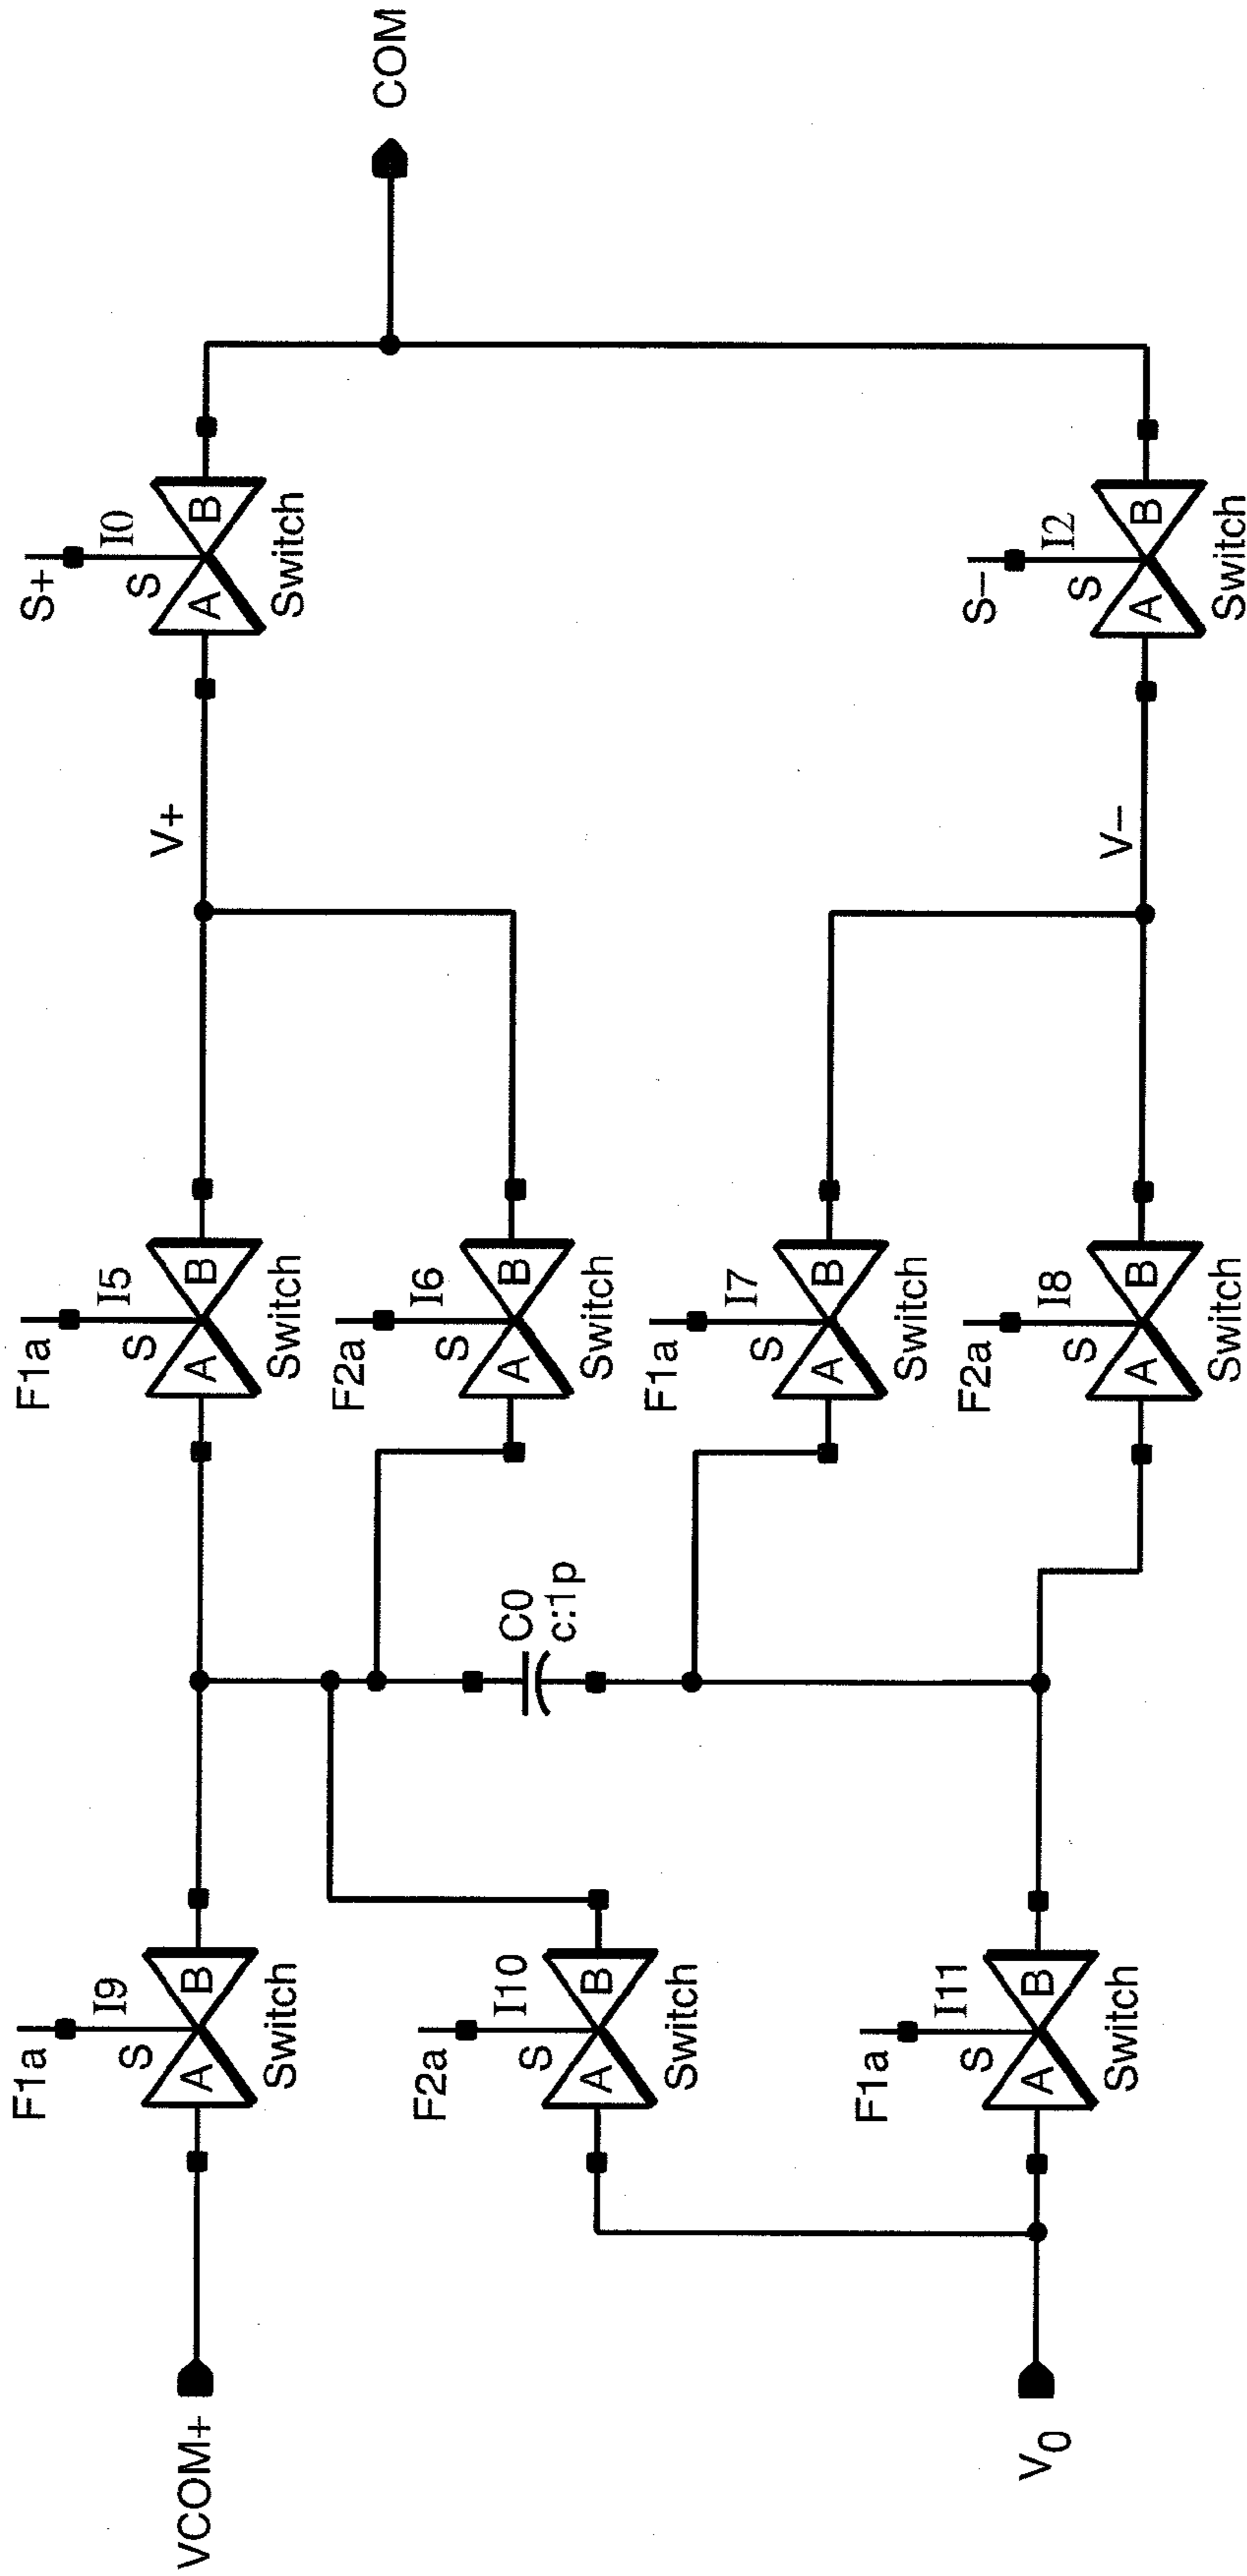 VCOM+
F1a
I9
S
A
B
Switch
F2a
I10
S
A
B
Switch
V0
F1a
I11
S
A
B
Switch
C0
c:1p
F1a
I5
S
A
B
Switch
F2a
I6
S
A
B
Switch
F1a
I7
S
A
B
Switch
F2a
I8
S
A
B
Switch
V+
V−
S+
I0
S
A
B
Switch
S−
I2
S
A
B
Switch
COM